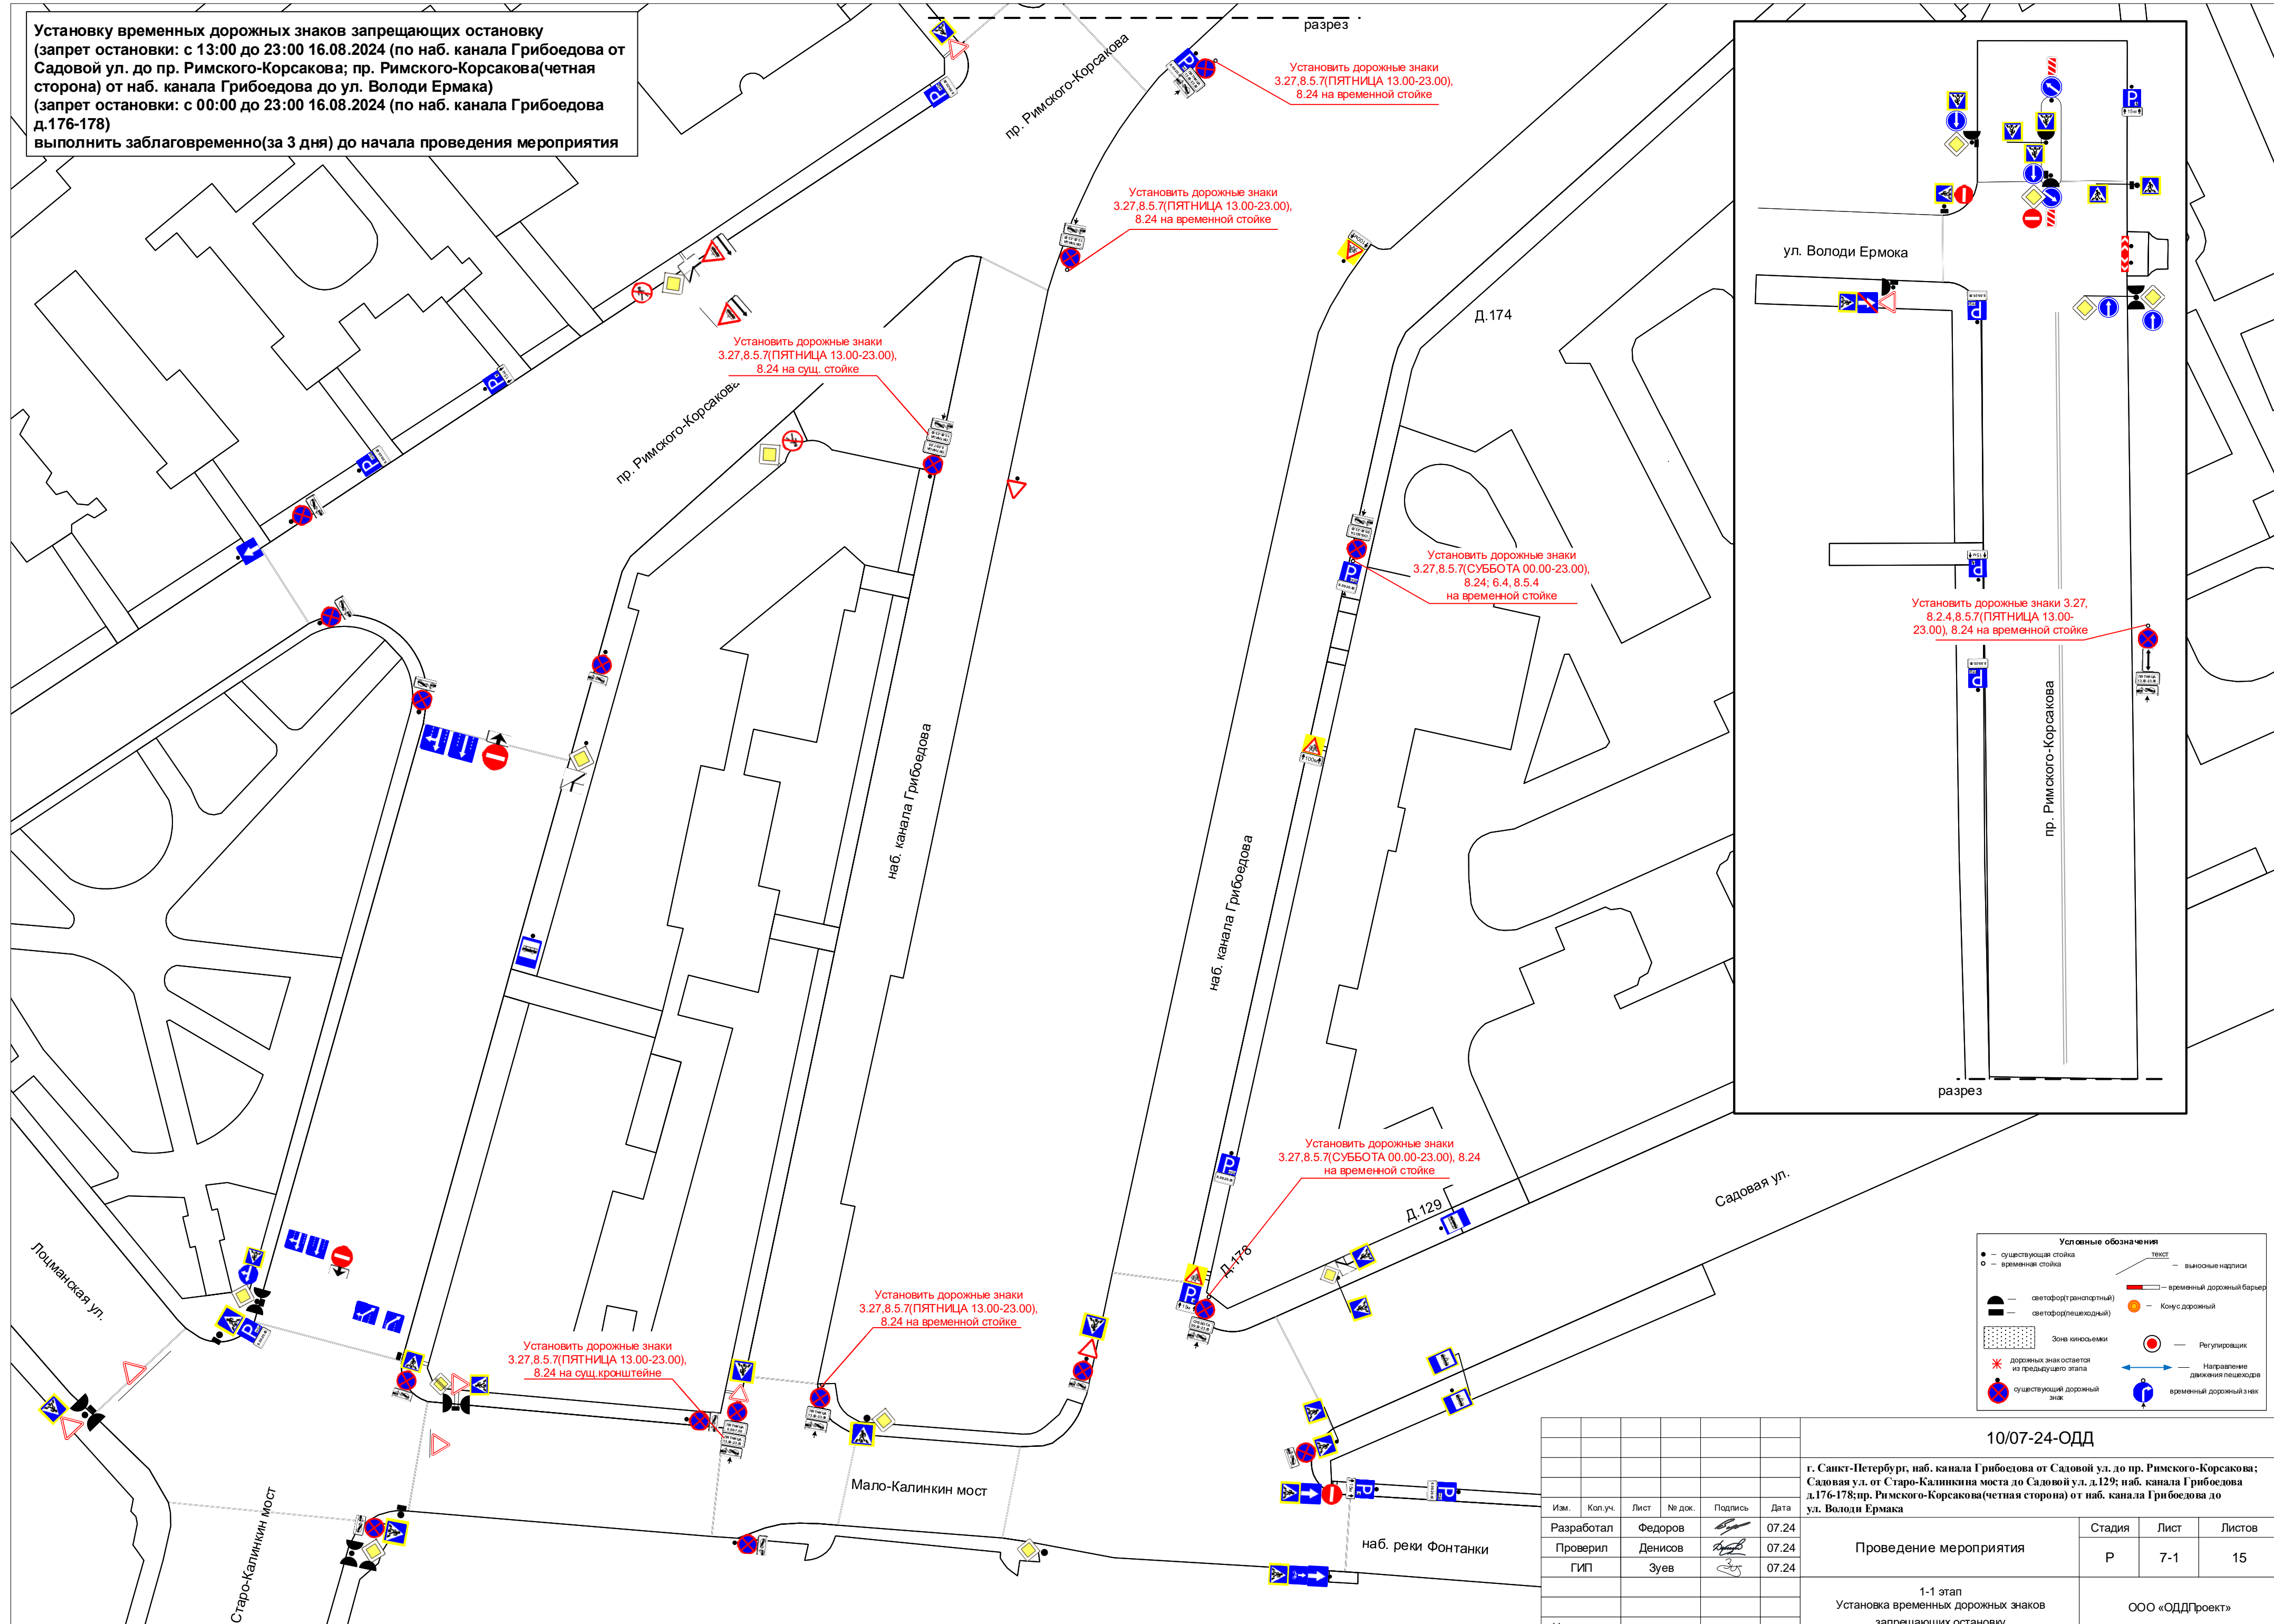 Установку временных дорожных знаков запрещающих остановку
(запрет остановки: с 13:00 до 23:00 16.08.2024 (по наб. канала Грибоедова от
Садовой ул. до пр. Римского-Корсакова; пр. Римского-Корсакова(четная
сторона) от наб. канала Грибоедова до ул. Володи Ермака)
(запрет остановки: с 00:00 до 23:00 16.08.2024 (по наб. канала Грибоедова
д.176-178)
выполнить заблаговременно(за 3 дня) до начала проведения мероприятия
разрез
пр. Римского-Корсакова
Установить дорожные знаки
3.27,8.5.7(ПЯТНИЦА 13.00-23.00),
8.24 на временной стойке
Установить дорожные знаки
3.27,8.5.7(ПЯТНИЦА 13.00-23.00),
8.24 на временной стойке
Д.174
Установить дорожные знаки
3.27,8.5.7(ПЯТНИЦА 13.00-23.00),
8.24 на сущ. стойке
пр. Римского-Корсакова
Установить дорожные знаки
3.27,8.5.7(СУББОТА 00.00-23.00),
8.24; 6.4, 8.5.4
на временной стойке
ул. Володи Ермока
Установить дорожные знаки 3.27,
8.2.4,8.5.7(ПЯТНИЦА 13.00-
23.00), 8.24 на временной стойке
пр. Римского-Корсакова
разрез
наб. канала Грибоедова
наб. канала Грибоедова
Установить дорожные знаки
3.27,8.5.7(СУББОТА 00.00-23.00), 8.24
на временной стойке
Д.129
Д.178
Садовая ул.
Лоцманская ул.
Установить дорожные знаки
3.27,8.5.7(ПЯТНИЦА 13.00-23.00),
8.24 на временной стойке
Установить дорожные знаки
3.27,8.5.7(ПЯТНИЦА 13.00-23.00),
8.24 на сущ.кронштейне
Мало-Калинкин мост
Старо-Калинкин мост
наб. реки Фонтанки
Условные обозначения
существующая стойка
временная стойка
текст
выносные надписи
временный дорожный барьер
светофор(транспортный)
светофор(пешеходный)
Конус дорожный
Зона киносъемки
Регулировщик
дорожных знак остается
из предыдущего этапа
Направление
движения пешеходов
существующий дорожный
знак
временный дорожный знак
10/07-24-ОДД
г. Санкт-Петербург, наб. канала Грибоедова от Садовой ул. до пр. Римского-Корсакова;
Садовая ул. от Старо-Калинкина моста до Садовой ул. д.129; наб. канала Грибоедова
д.176-178;пр. Римского-Корсакова(четная сторона) от наб. канала Грибоедова до
ул. Володи Ермака
Изм. Кол.уч. Лист № док. Подпись Дата
Разработал Федоров 07.24
Проверил Денисов 07.24
ГИП Зуев 07.24
Проведение мероприятия
Стадия Лист Листов
Р 7-1 15
1-1 этап
Установка временных дорожных знаков
запрещающих остановку
ООО «ОДДПроект»